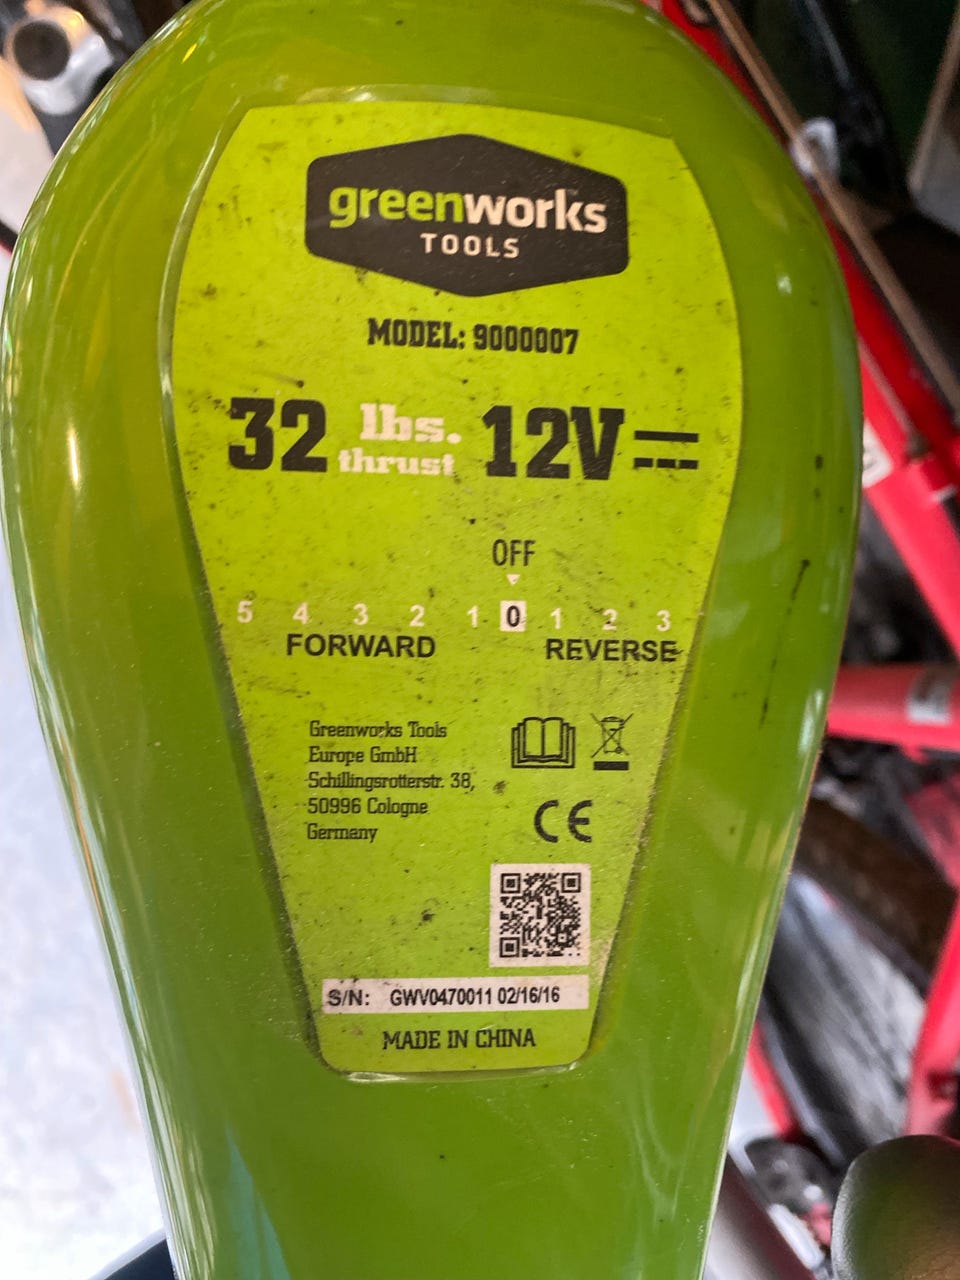 greenworks
TOOLS
MODEL: 9000007
32 lbs. thrust 12V
OFF
5 4 3 2 1 0 1 2 3
FORWARD REVERSE
Greenworks Tools
Europe GmbH
Schillingsrotterstr. 38,
50996 Cologne
Germany
CE
S/N: GWV0470011 02/16/16
MADE IN CHINA